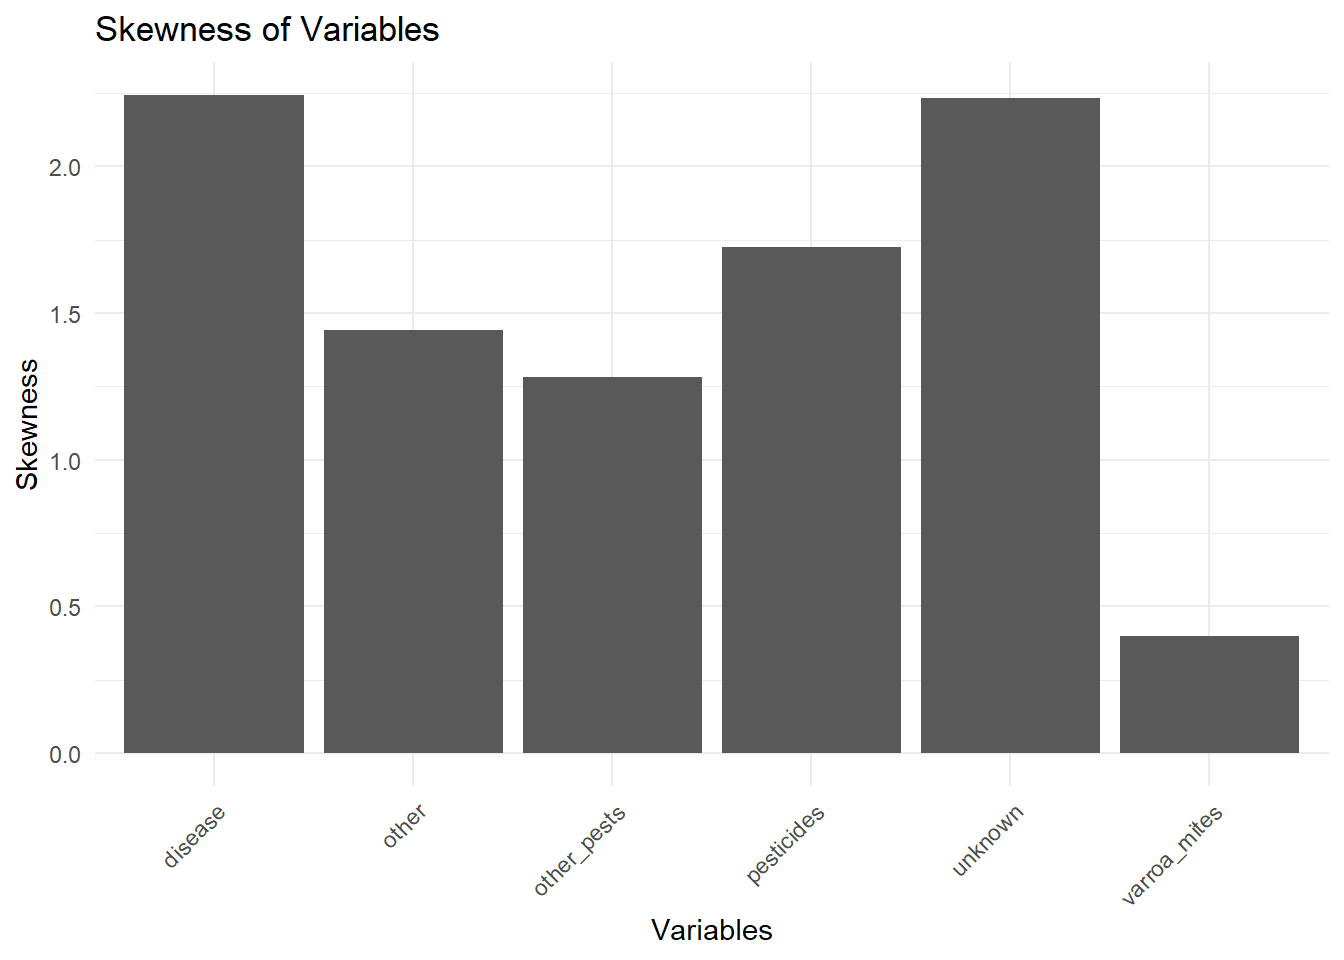 Skewness of Variables
Skewness
2.0
1.5
1.0
0.5
0.0
disease
other
other_pests
pesticides
unknown
varroa_mites
Variables